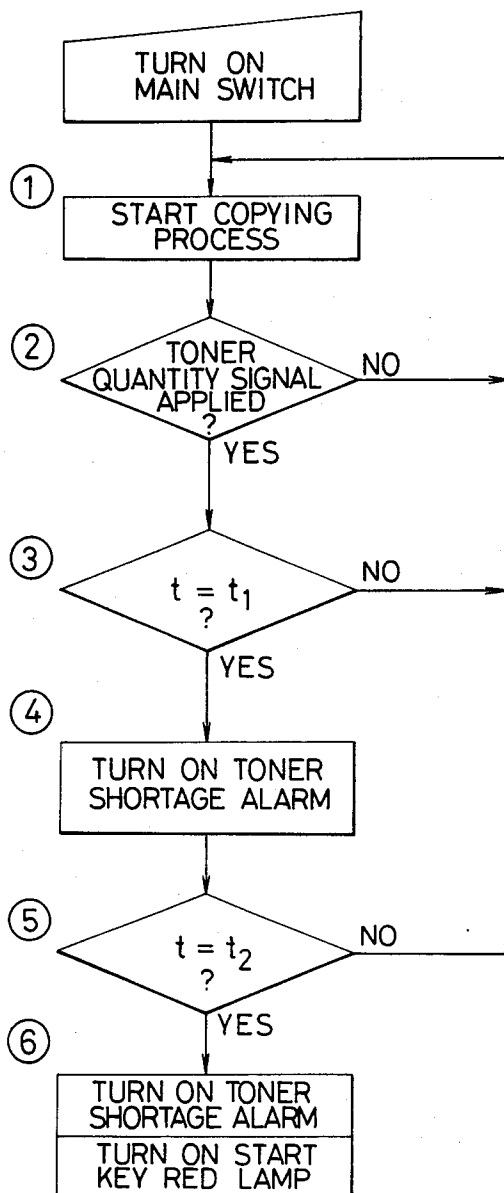 TURN ON
MAIN SWITCH
①
START COPYING
PROCESS
②
TONER
QUANTITY SIGNAL
APPLIED
?
NO
YES
③
t = t₁
?
NO
YES
④
TURN ON TONER
SHORTAGE ALARM
⑤
t = t₂
?
NO
YES
⑥
TURN ON TONER
SHORTAGE ALARM
TURN ON START
KEY RED LAMP